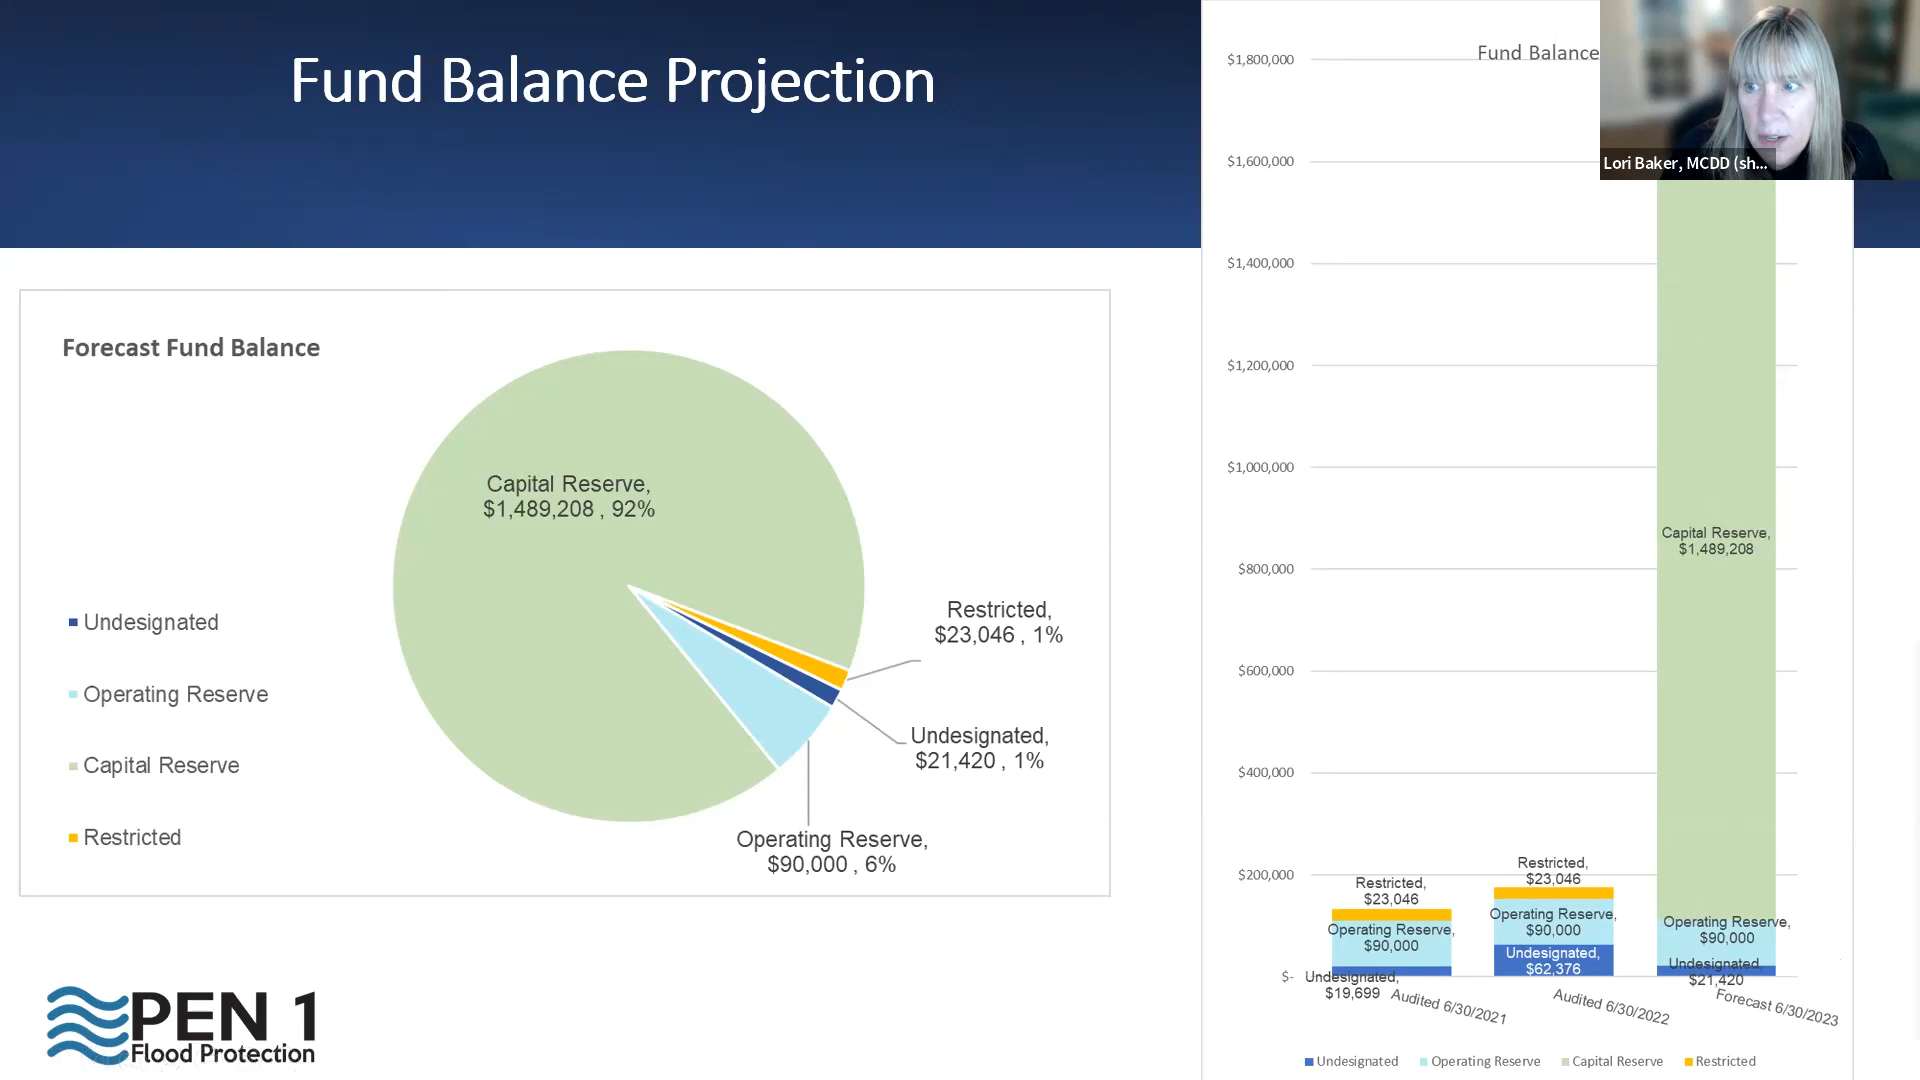 Fund Balance Projection
Forecast Fund Balance
Capital Reserve,
$1,489,208 , 92%
Restricted,
$23,046 , 1%
Undesignated,
$21,420 , 1%
Operating Reserve,
$90,000 , 6%
Undesignated
Operating Reserve
Capital Reserve
Restricted
PEN 1
Flood Protection
Fund Balance
Lori Baker, MCDD (sh...
$1,800,000
$1,600,000
$1,400,000
$1,200,000
$1,000,000
$800,000
$600,000
$400,000
$200,000
$-
Restricted,
$23,046
Operating Reserve,
$90,000
Undesignated,
$19,699
Restricted,
$23,046
Operating Reserve,
$90,000
Undesignated,
$62,376
Capital Reserve,
$1,489,208
Operating Reserve,
$90,000
Undesignated,
$21,420
Audited 6/30/2021
Audited 6/30/2022
Forecast 6/30/2023
Undesignated
Operating Reserve
Capital Reserve
Restricted